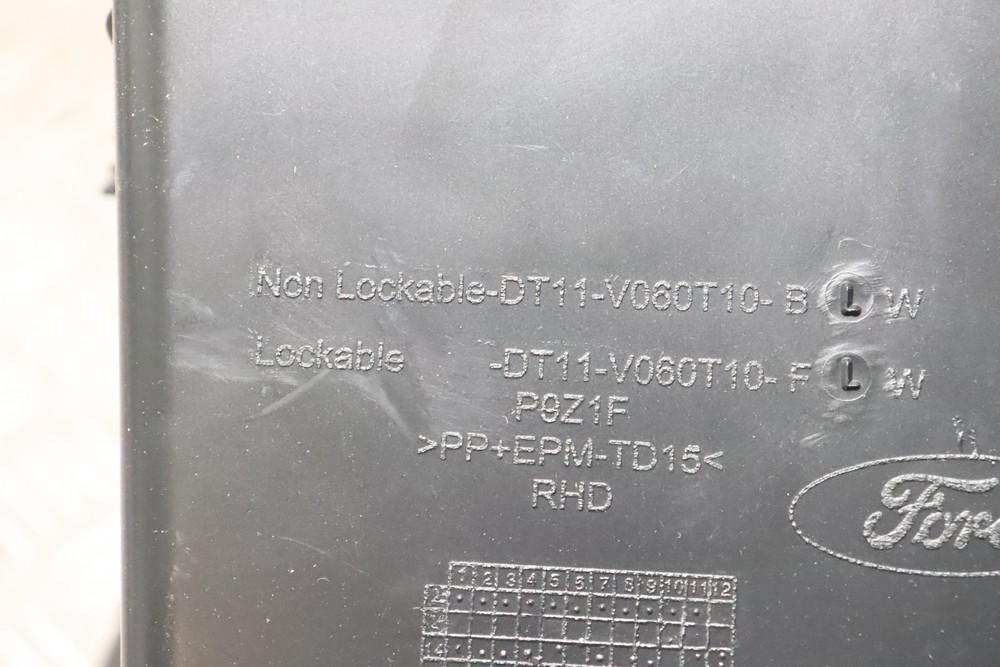 Non Lockable-DT11-V060T10- B L W
Lockable -DT11-V060T10- F L W
P9Z1F
>PP+EPM-TD15<
RHD
Ford
1 2 3 4 5 6 7 8 9 10 11 12
14